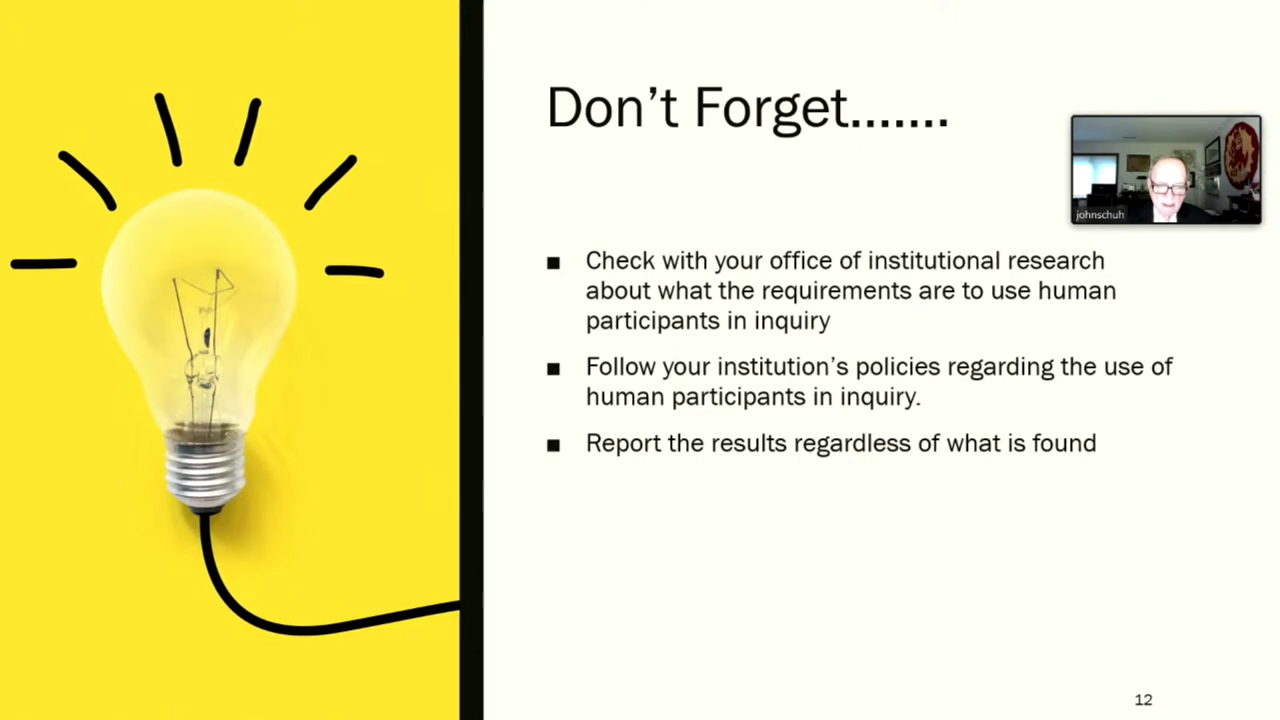 Don’t Forget.......
johnschuh
■ Check with your office of institutional research
about what the requirements are to use human
participants in inquiry
■ Follow your institution’s policies regarding the use of
human participants in inquiry.
■ Report the results regardless of what is found
12